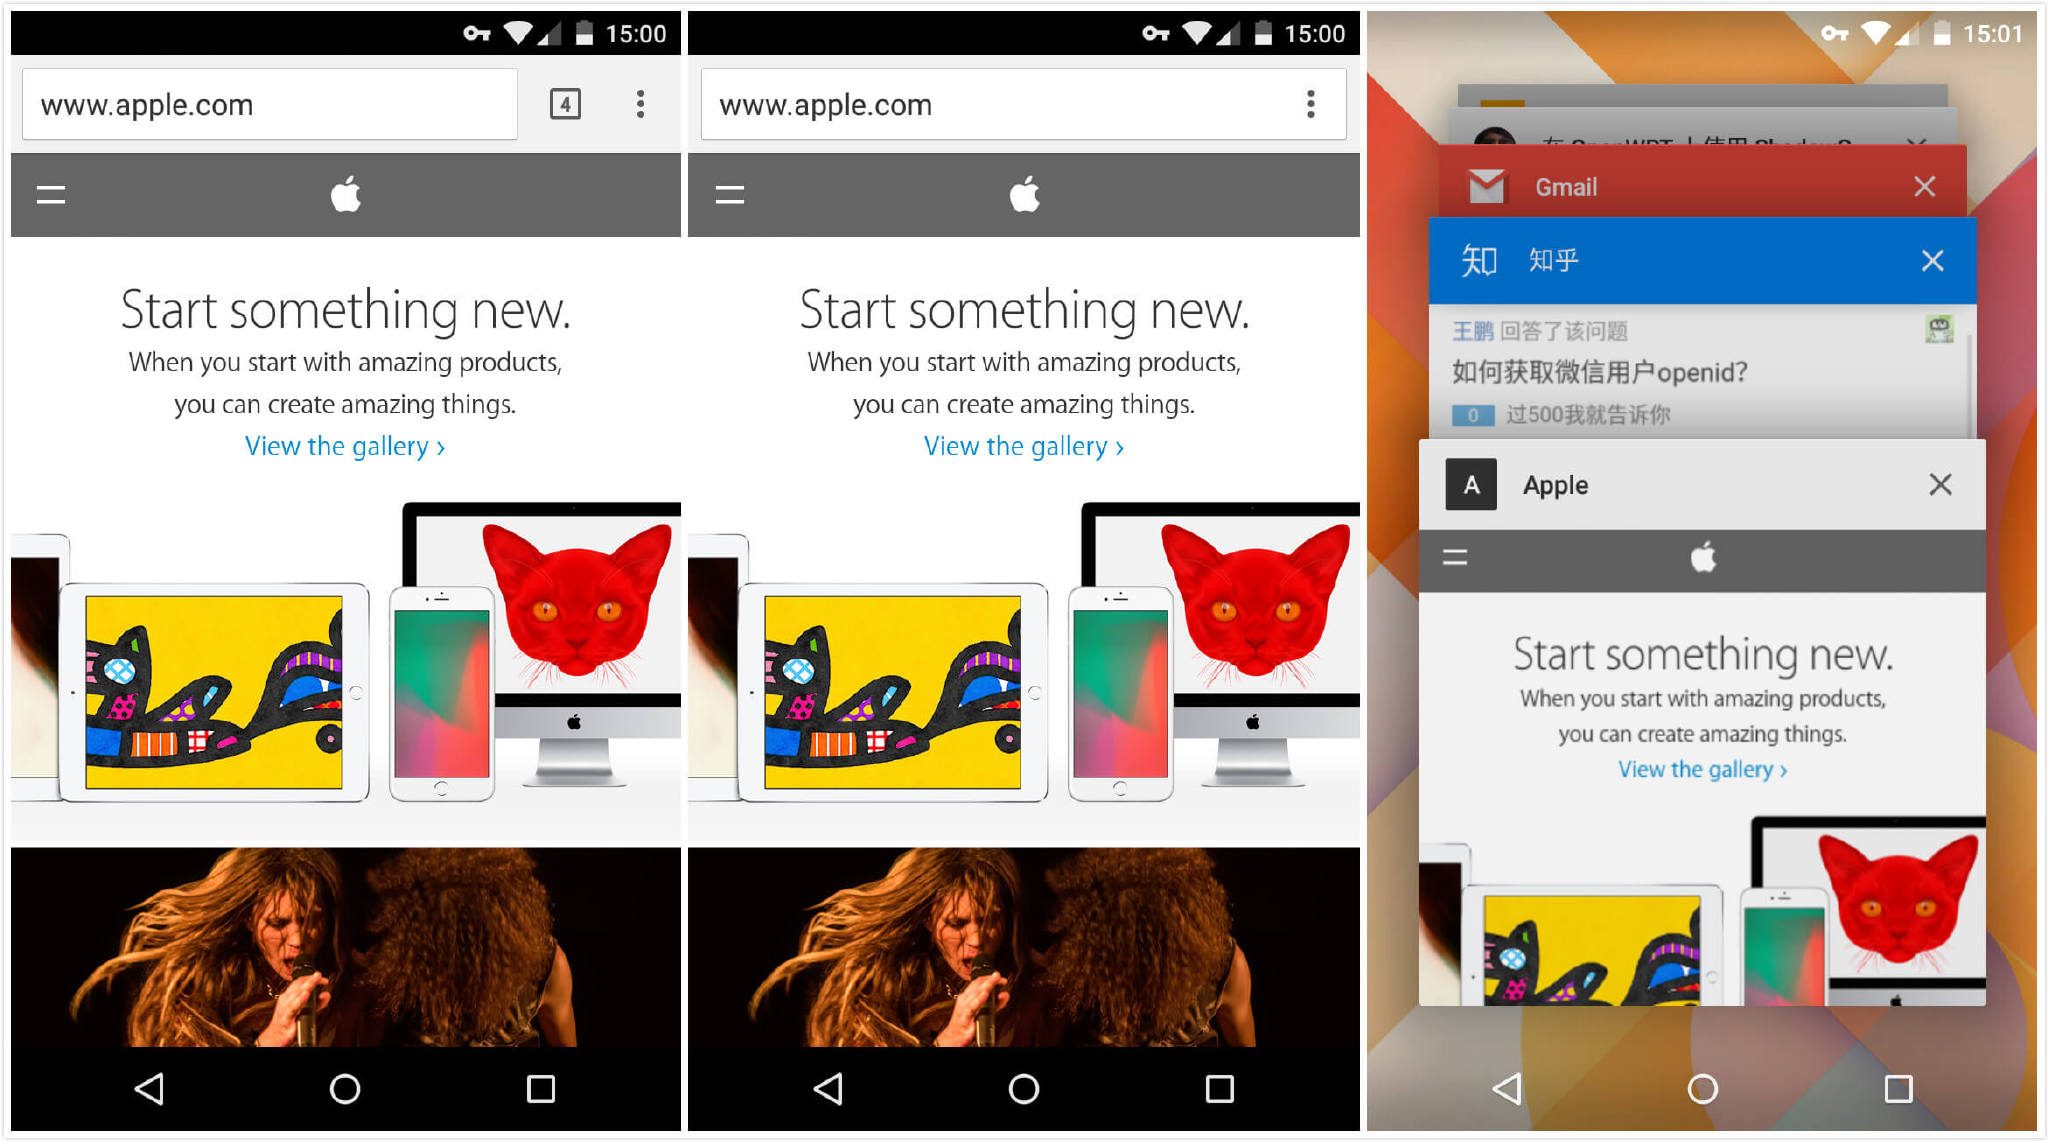 15:00
www.apple.com
4
Start something new.
When you start with amazing products,
you can create amazing things.
View the gallery ›
15:00
www.apple.com
Start something new.
When you start with amazing products,
you can create amazing things.
View the gallery ›
15:01
在 OpenWRT 上使用
Gmail
知 知乎
王鹏 回答了该问题
如何获取微信用户openid?
0 过500我就告诉你
A Apple
Start something new.
When you start with amazing products,
you can create amazing things.
View the gallery ›